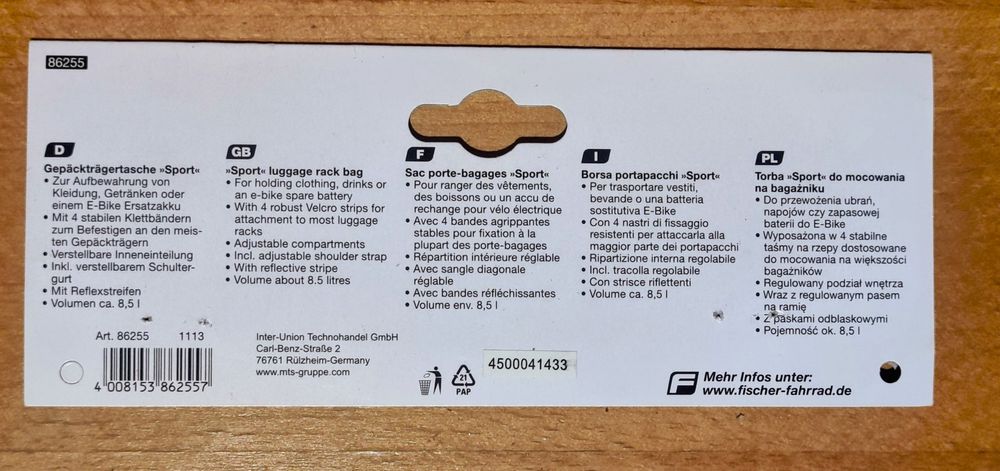 86255
D
Gepäckträgertasche »Sport«
• Zur Aufbewahrung von
Kleidung, Getränken oder
einem E-Bike Ersatzakku
• Mit 4 stabilen Klettbändern
zum Befestigen an den meis-
ten Gepäckträgern
• Verstellbare Inneneinteilung
• Inkl. verstellbarem Schulter-
gurt
• Mit Reflexstreifen
• Volumen ca. 8,5 l
GB
»Sport« luggage rack bag
• For holding clothing, drinks or
an e-bike spare battery
• With 4 robust Velcro strips for
attachment to most luggage
racks
• Adjustable compartments
• Incl. adjustable shoulder strap
• With reflective stripe
• Volume about 8.5 litres
F
Sac porte-bagages »Sport«
• Pour ranger des vêtements,
des boissons ou un accu de
rechange pour vélo électrique
• Avec 4 bandes agrippantes
stables pour fixation à la
plupart des porte-bagages
• Répartition intérieure réglable
• Avec sangle diagonale
réglable
• Avec bandes réfléchissantes
• Volume env. 8,5 l
I
Borsa portapacchi »Sport«
• Per trasportare vestiti,
bevande o una batteria
sostitutiva E-Bike
• Con 4 nastri di fissaggio
resistenti per attaccarla alla
maggior parte dei portapacchi
• Ripartizione interna regolabile
• Incl. tracolla regolabile
• Con strisce riflettenti
• Volume ca. 8,5 l
PL
Torba »Sport« do mocowania
na bagażniku
• Do przewożenia ubrań,
napojów czy zapasowej
baterii do E-Bike
• Wyposażona w 4 stabilne
taśmy na rzepy dostosowane
do mocowania na większości
bagażników
• Regulowany podział wnętrza
• Wraz z regulowanym pasem
na ramię
• Z paskami odblaskowymi
• Pojemność ok. 8,5 l
Art. 86255 1113
4 008153 862557
Inter-Union Technohandel GmbH
Carl-Benz-Straße 2
76761 Rülzheim-Germany
www.mts-gruppe.com
21
PAP
4500041433
F
Mehr Infos unter:
www.fischer-fahrrad.de